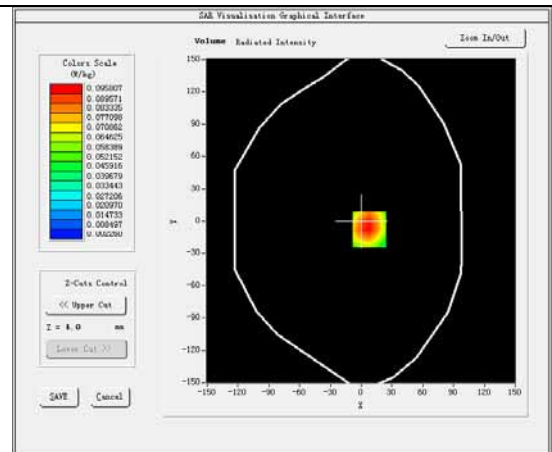 SAR Visualisation Graphical Interface
Volume Radiated Intensity
Zoom In/Out
Colors Scale
(W/kg)
0.095807
0.089571
0.083335
0.077098
0.070862
0.064625
0.058389
0.052152
0.045916
0.039679
0.033443
0.027206
0.020970
0.014733
0.008497
0.002260
Z-Cuts Control
<< Upper Cut
Z = 4.0 mm
Lower Cut >>
SAVE
Cancel
150
120
90
60
30
0
-30
-60
-90
-120
-150
Y
-150 -120 -90 -60 -30 0 30 60 90 120 150
X